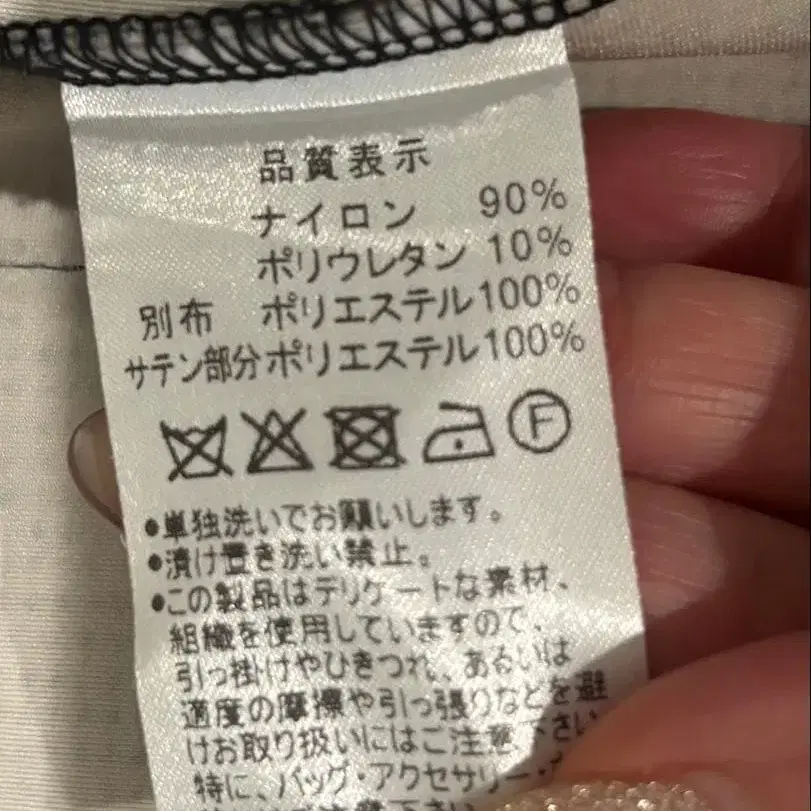 品質表示
ナイロン 90%
ポリウレタン 10%
別布 ポリエステル100%
サテン部分ポリエステル100%
F
●単独洗いでお願いします。
●漬け置き洗い禁止。
●この製品はデリケートな素材、
組織を使用していますので、
引っ掛けやひきつれ、あるいは
適度の摩擦や引っ張りなどを避
けお取り扱いにはご注意下さい
特に、バッグ・アクセサリー・
下さい